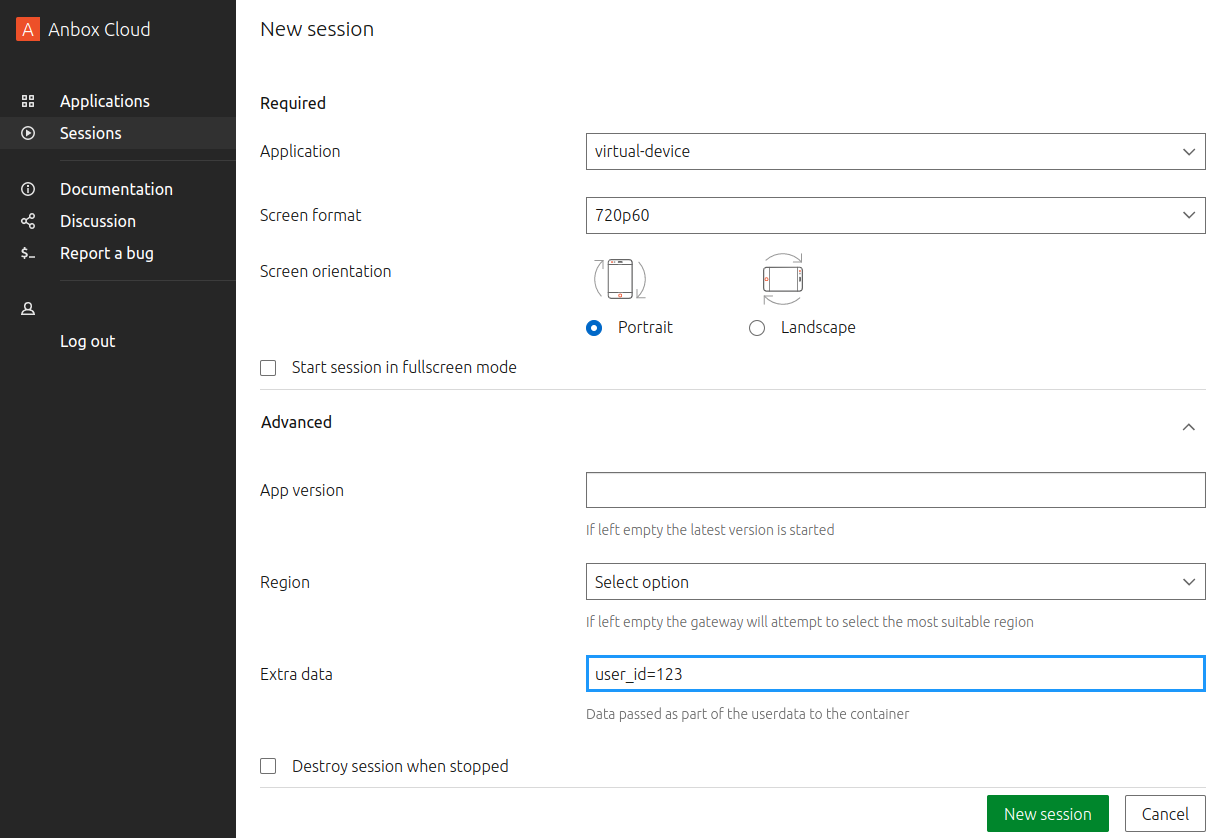 A Anbox Cloud
Applications
Sessions
Documentation
Discussion
$_ Report a bug
Log out
New session
Required
Application virtual-device
Screen format 720p60
Screen orientation
Portrait Landscape
Start session in fullscreen mode
Advanced
App version
If left empty the latest version is started
Region Select option
If left empty the gateway will attempt to select the most suitable region
Extra data user_id=123
Data passed as part of the userdata to the container
Destroy session when stopped
New session Cancel